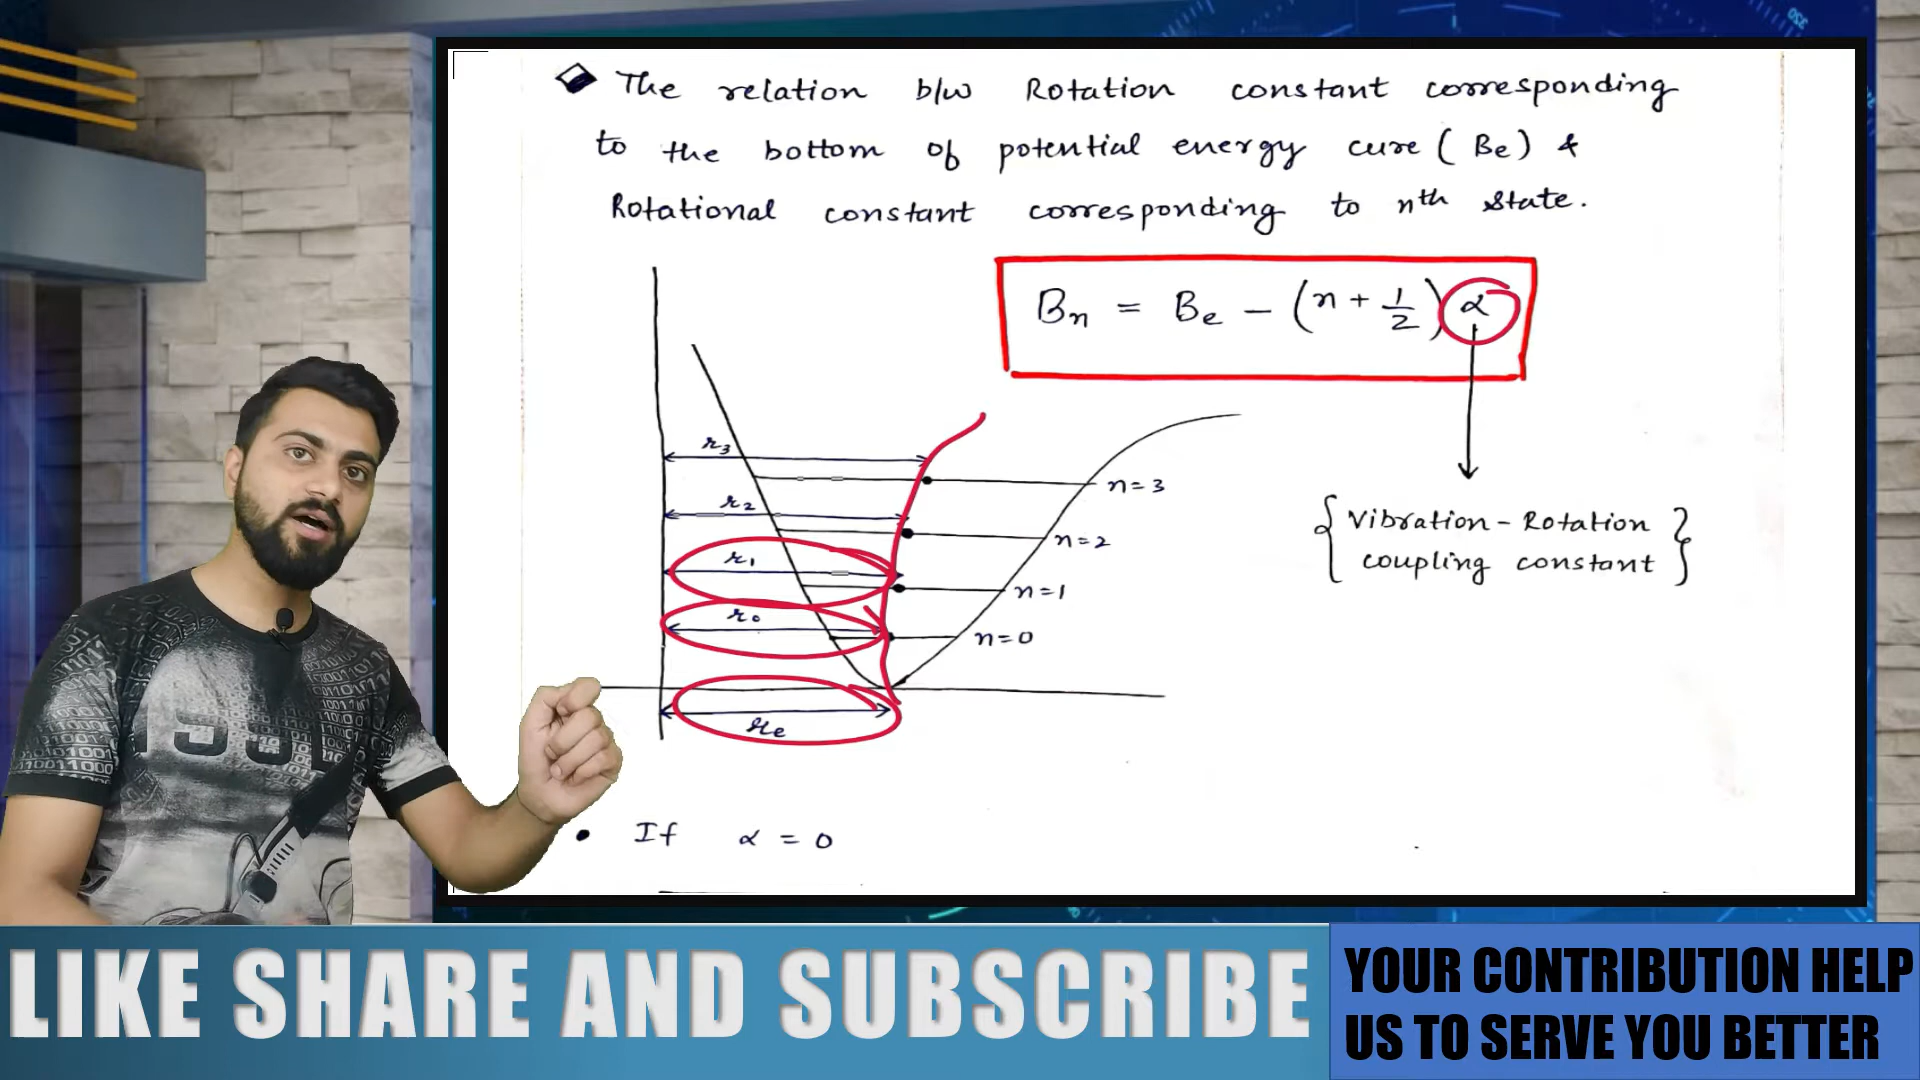 The relation b/w Rotation constant corresponding
to the bottom of potential energy cure ( Be) &
Rotational constant corresponding to nth state.
Bn = Be - (n + 1/2) α
r3
n=3
r2
n=2
r1
n=1
r0
n=0
re
{ Vibration - Rotation
coupling constant }
• If α = 0
LIKE SHARE AND SUBSCRIBE
YOUR CONTRIBUTION HELP
US TO SERVE YOU BETTER